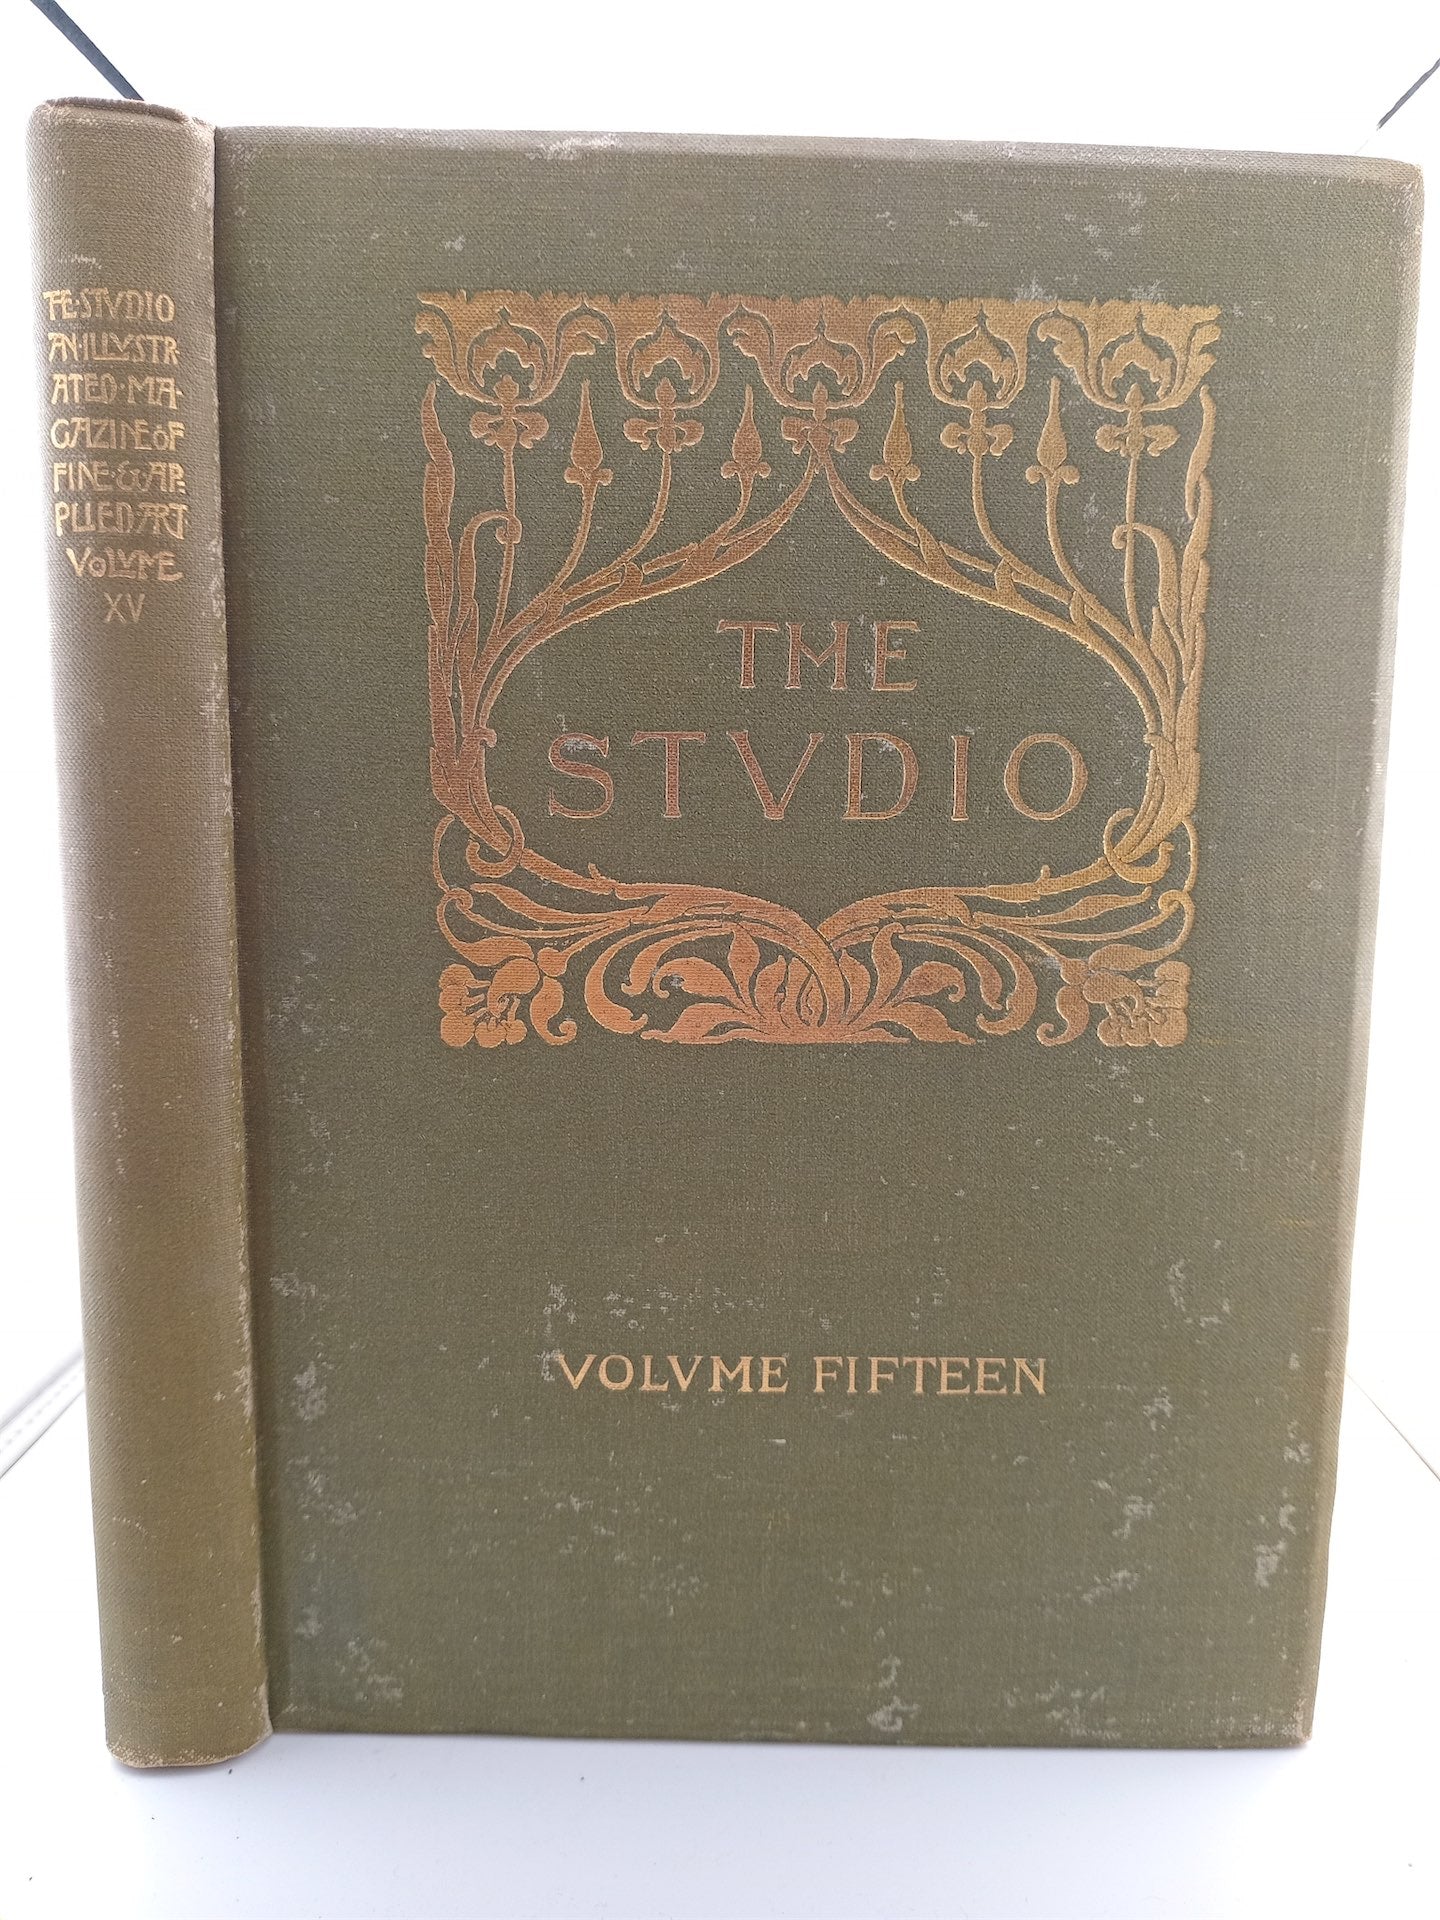 THE·STVDIO
AN·ILLVSTR
ATED·MA·
GAZINE OF
FINE·&·AP·
PLIED ART·
VOLVME
XV
THE
STVDIO
VOLVME FIFTEEN